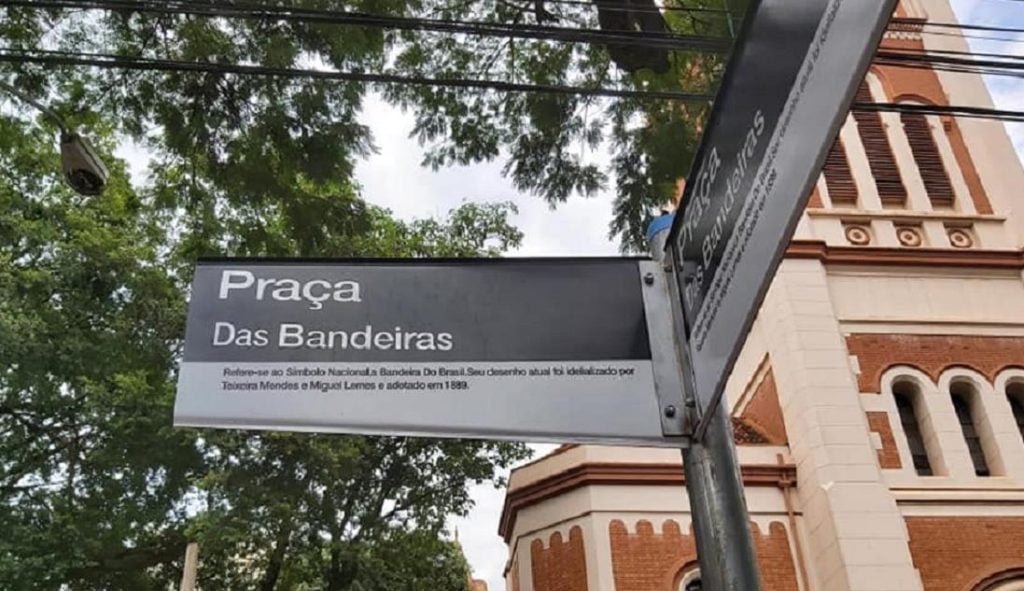 Praça
Das Bandeiras
Refere-se ao Símbolo Nacional,a Bandeira Do Brasil.Seu desenho atual foi idelializado por
Teixeira Mendes e Miguel Lemos e adotado em 1889.
Praça
Das Bandeiras